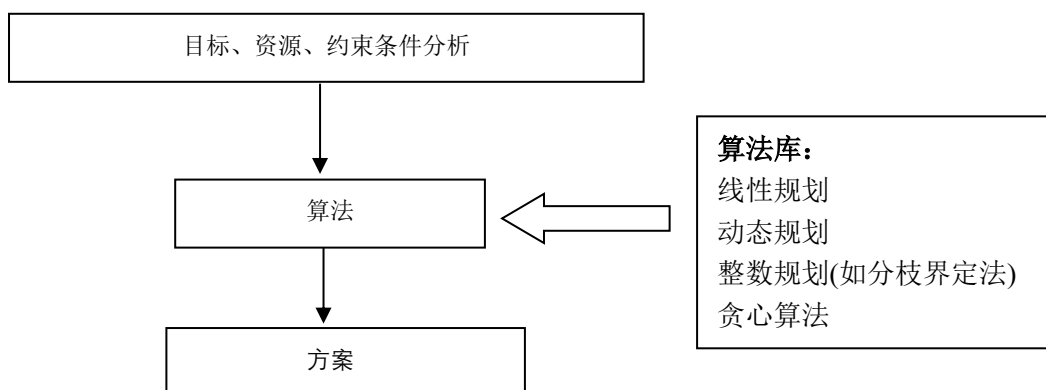 目标、资源、约束条件分析
算法
方案
算法库：
线性规划
动态规划
整数规划(如分枝界定法)
贪心算法